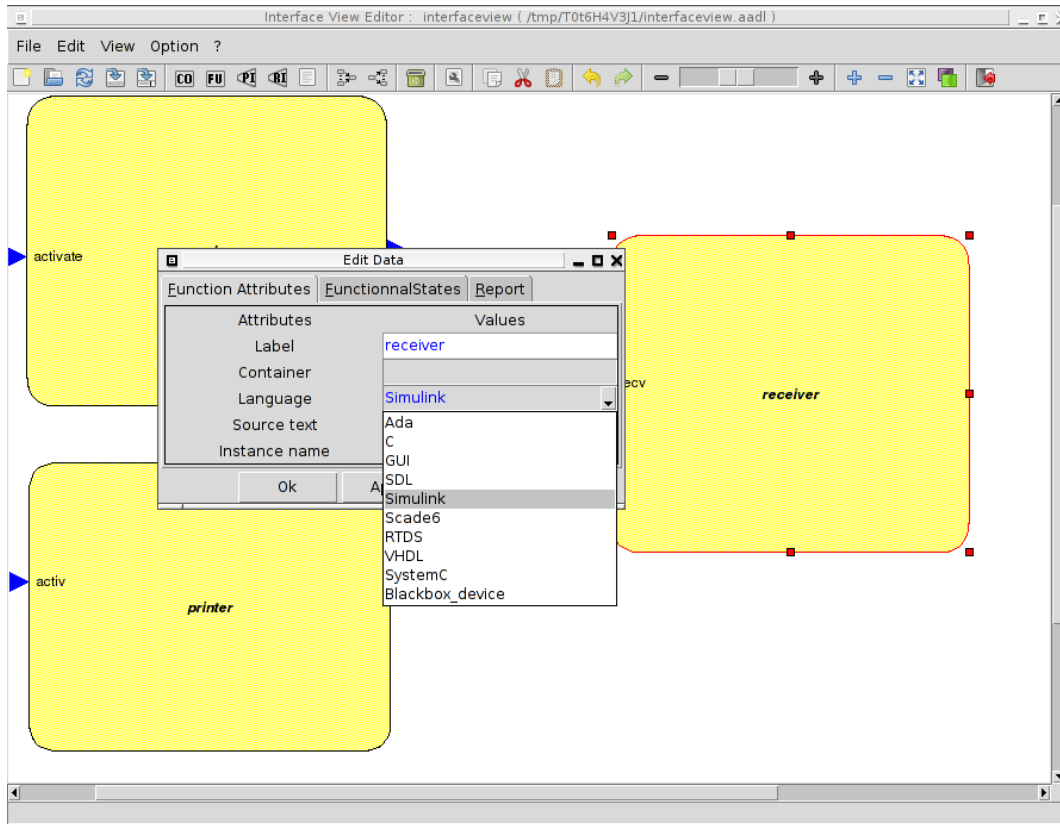 Interface View Editor : interfaceview ( /tmp/T0t6H4V3J1/interfaceview.aadl )
File Edit View Option ?
CO FU PI RI
activate
Edit Data
Function Attributes FunctionnalStates Report
Attributes Values
Label receiver
Container
Language Simulink
Source text
Instance name
Ok
Ada
C
GUI
SDL
Simulink
Scade6
RTDS
VHDL
SystemC
Blackbox_device
ecv
receiver
activ
printer